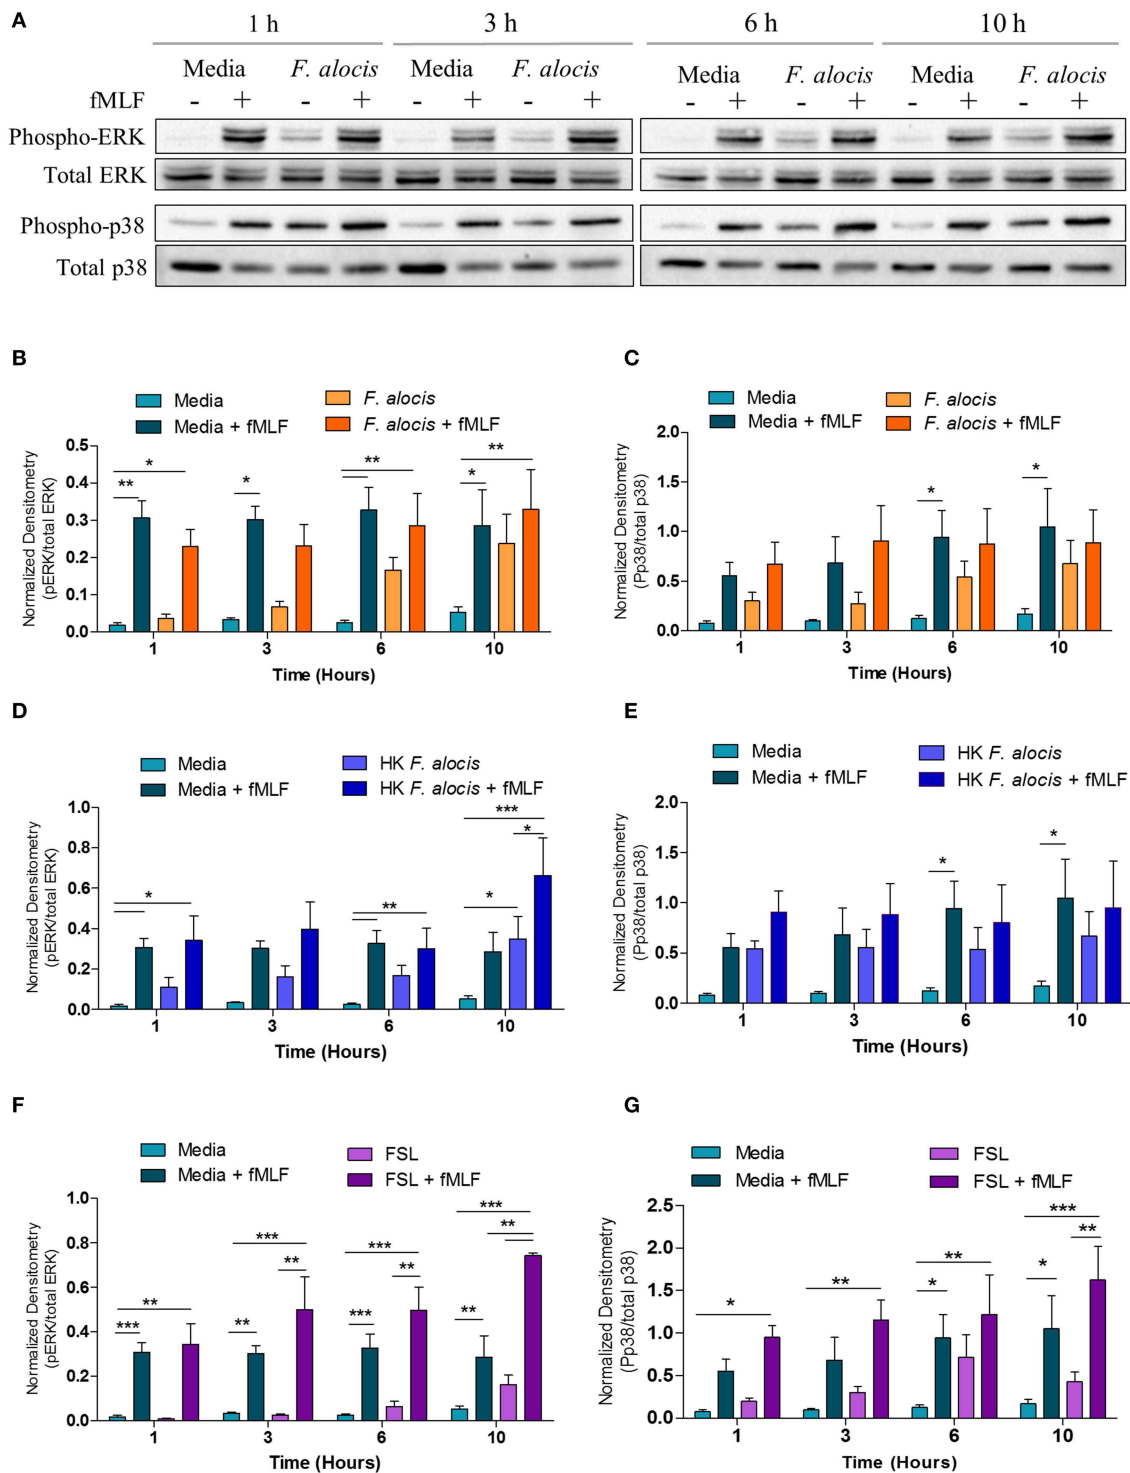 A
1 h 3 h 6 h 10 h
Media F. alocis Media F. alocis Media F. alocis Media F. alocis
fMLF - + - + - + - + - + - + - + - +
Phospho-ERK
Total ERK
Phospho-p38
Total p38
B
Media F. alocis
Media + fMLF F. alocis + fMLF
Normalized Densitometry
(pERK/total ERK)
0.5
0.4
0.3
0.2
0.1
0.0
* ** * ** ** *
1 3 6 10
Time (Hours)
C
Media F. alocis
Media + fMLF F. alocis + fMLF
Normalized Densitometry
(Pp38/total p38)
2.0
1.5
1.0
0.5
0.0
* *
1 3 6 10
Time (Hours)
D
Media HK F. alocis
Media + fMLF HK F. alocis + fMLF
Normalized Densitometry
(pERK/total ERK)
1.0
0.8
0.6
0.4
0.2
0.0
* ** *** * *
1 3 6 10
Time (Hours)
E
Media HK F. alocis
Media + fMLF HK F. alocis + fMLF
Normalized Densitometry
(Pp38/total p38)
2.0
1.5
1.0
0.5
0.0
* *
1 3 6 10
Time (Hours)
F
Media FSL
Media + fMLF FSL + fMLF
Normalized Densitometry
(pERK/total ERK)
1.0
0.8
0.6
0.4
0.2
0.0
** *** *** ** ** *** ** *** *** ** **
1 3 6 10
Time (Hours)
G
Media FSL
Media + fMLF FSL + fMLF
Normalized Densitometry
(Pp38/total p38)
2.5
2.0
1.5
1.0
0.5
0.0
* ** ** * *** ** *
1 3 6 10
Time (Hours)